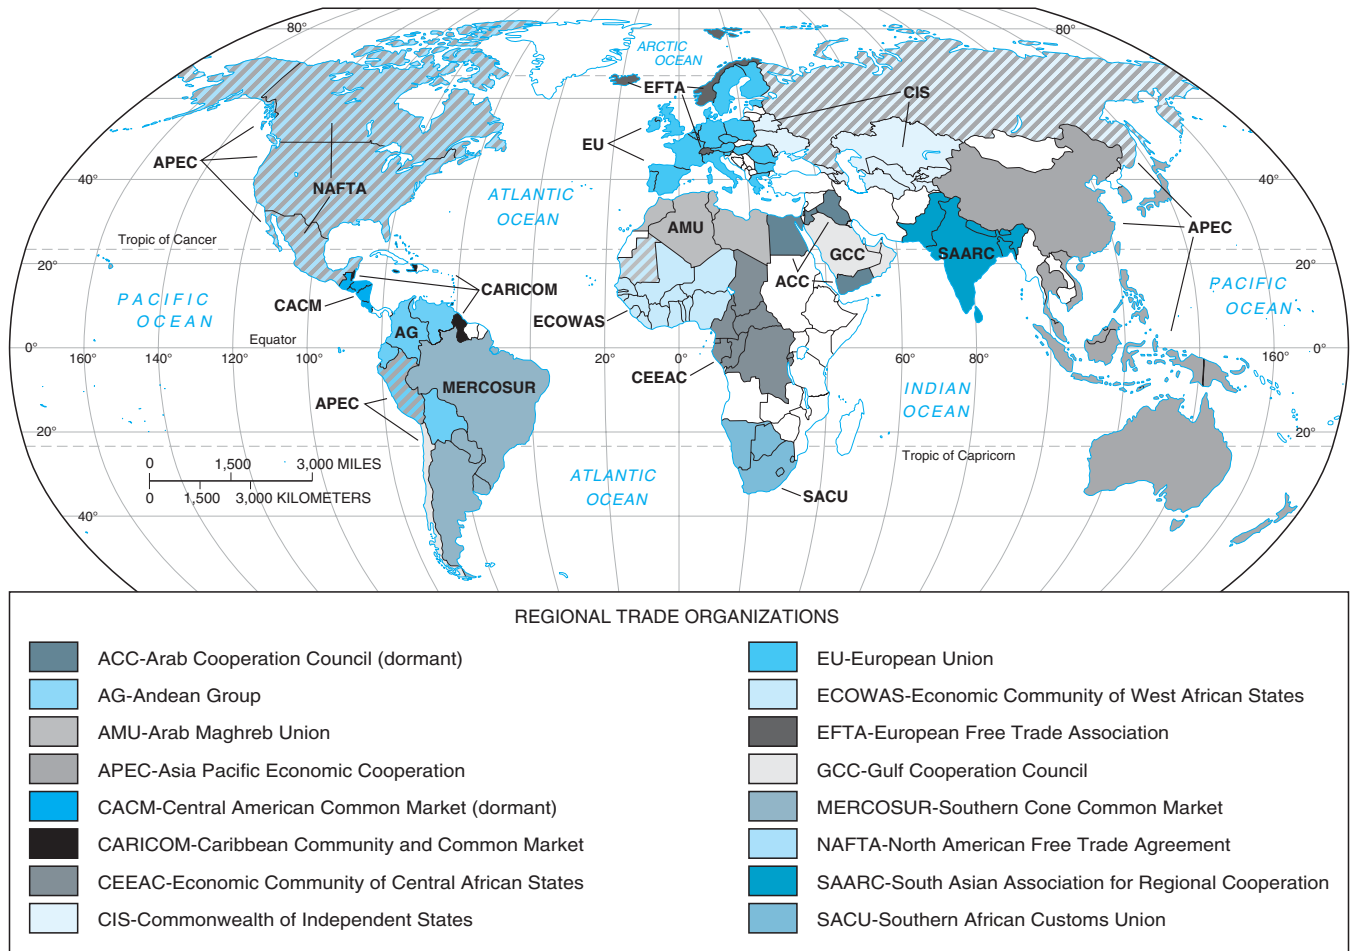 80°
80°
ARCTIC
OCEAN
EFTA
CIS
EU
APEC
NAFTA
40°
40°
ATLANTIC
OCEAN
AMU
APEC
Tropic of Cancer
GCC
SAARC
20°
20°
ACC
CARICOM
PACIFIC
OCEAN
CACM
PACIFIC
OCEAN
ECOWAS
AG
Equator
0°
160°
140°
120°
100°
20°
0°
60°
80°
160°
0°
CEEAC
MERCOSUR
INDIAN
OCEAN
APEC
20°
20°
Tropic of Capricorn
0 1,500 3,000 MILES
0 1,500 3,000 KILOMETERS
ATLANTIC
OCEAN
SACU
40°
40°
REGIONAL TRADE ORGANIZATIONS
ACC-Arab Cooperation Council (dormant)
AG-Andean Group
AMU-Arab Maghreb Union
APEC-Asia Pacific Economic Cooperation
CACM-Central American Common Market (dormant)
CARICOM-Caribbean Community and Common Market
CEEAC-Economic Community of Central African States
CIS-Commonwealth of Independent States
EU-European Union
ECOWAS-Economic Community of West African States
EFTA-European Free Trade Association
GCC-Gulf Cooperation Council
MERCOSUR-Southern Cone Common Market
NAFTA-North American Free Trade Agreement
SAARC-South Asian Association for Regional Cooperation
SACU-Southern African Customs Union